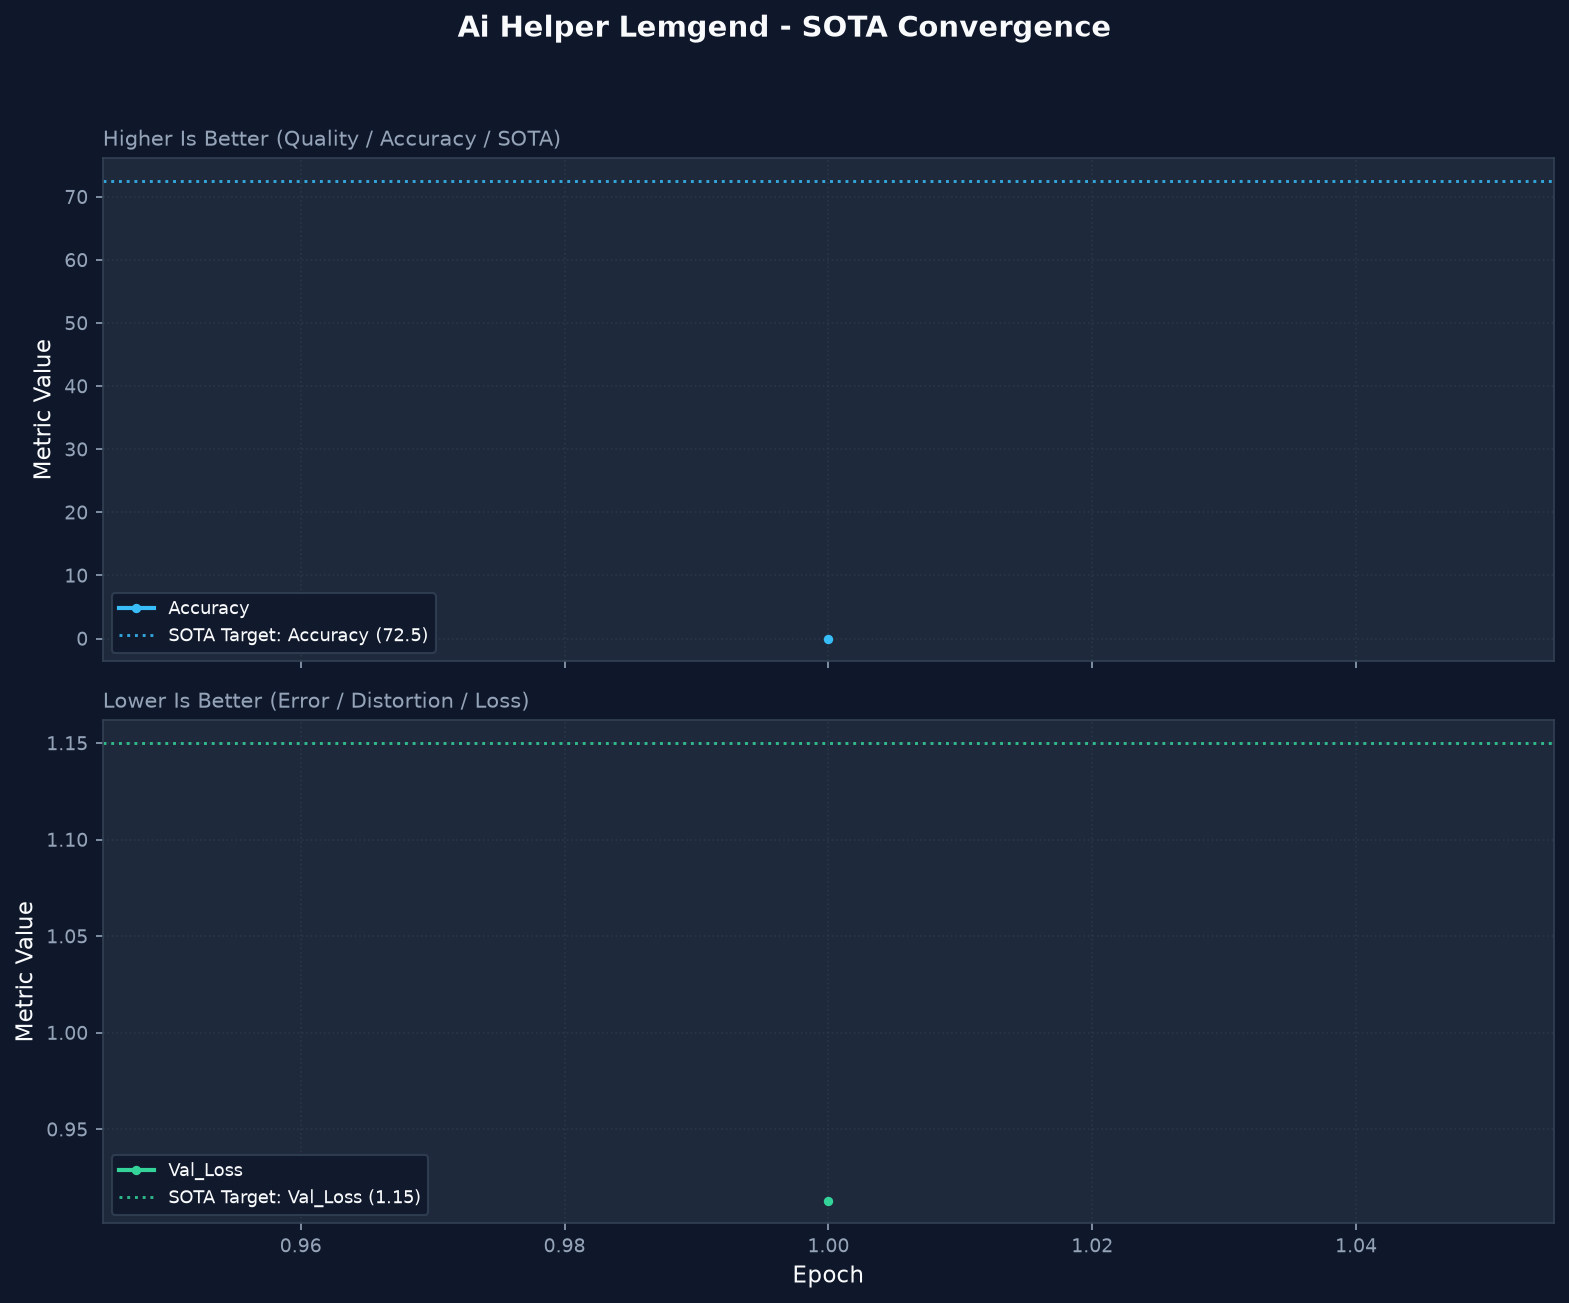 Ai Helper Lemgend - SOTA Convergence
Higher Is Better (Quality / Accuracy / SOTA)
Metric Value
70
60
50
40
30
20
10
0
Accuracy
SOTA Target: Accuracy (72.5)
Lower Is Better (Error / Distortion / Loss)
Metric Value
1.15
1.10
1.05
1.00
0.95
Val_Loss
SOTA Target: Val_Loss (1.15)
0.96 0.98 1.00 1.02 1.04
Epoch